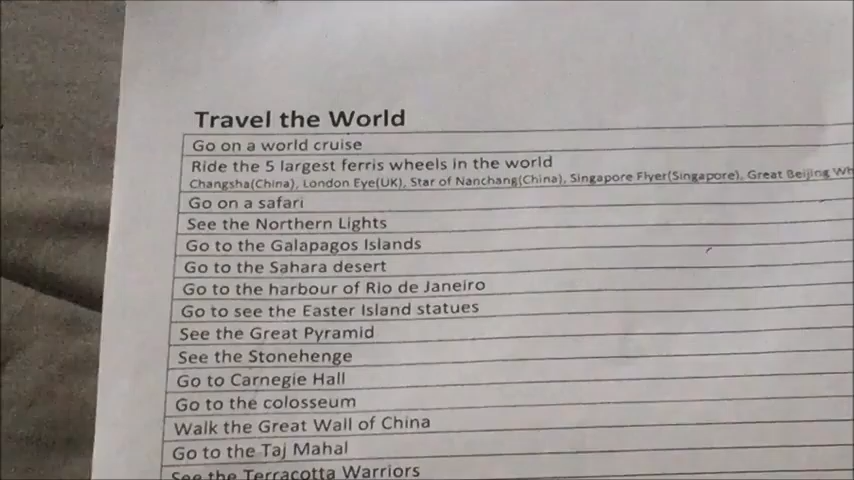 Travel the World
Go on a world cruise
Ride the 5 largest ferris wheels in the world
Changsha(China), London Eye(UK), Star of Nanchang(China), Singapore Flyer(Singapore), Great Beijing Wh
Go on a safari
See the Northern Lights
Go to the Galapagos Islands
Go to the Sahara desert
Go to the harbour of Rio de Janeiro
Go to see the Easter Island statues
See the Great Pyramid
See the Stonehenge
Go to Carnegie Hall
Go to the colosseum
Walk the Great Wall of China
Go to the Taj Mahal
See the Terracotta Warriors